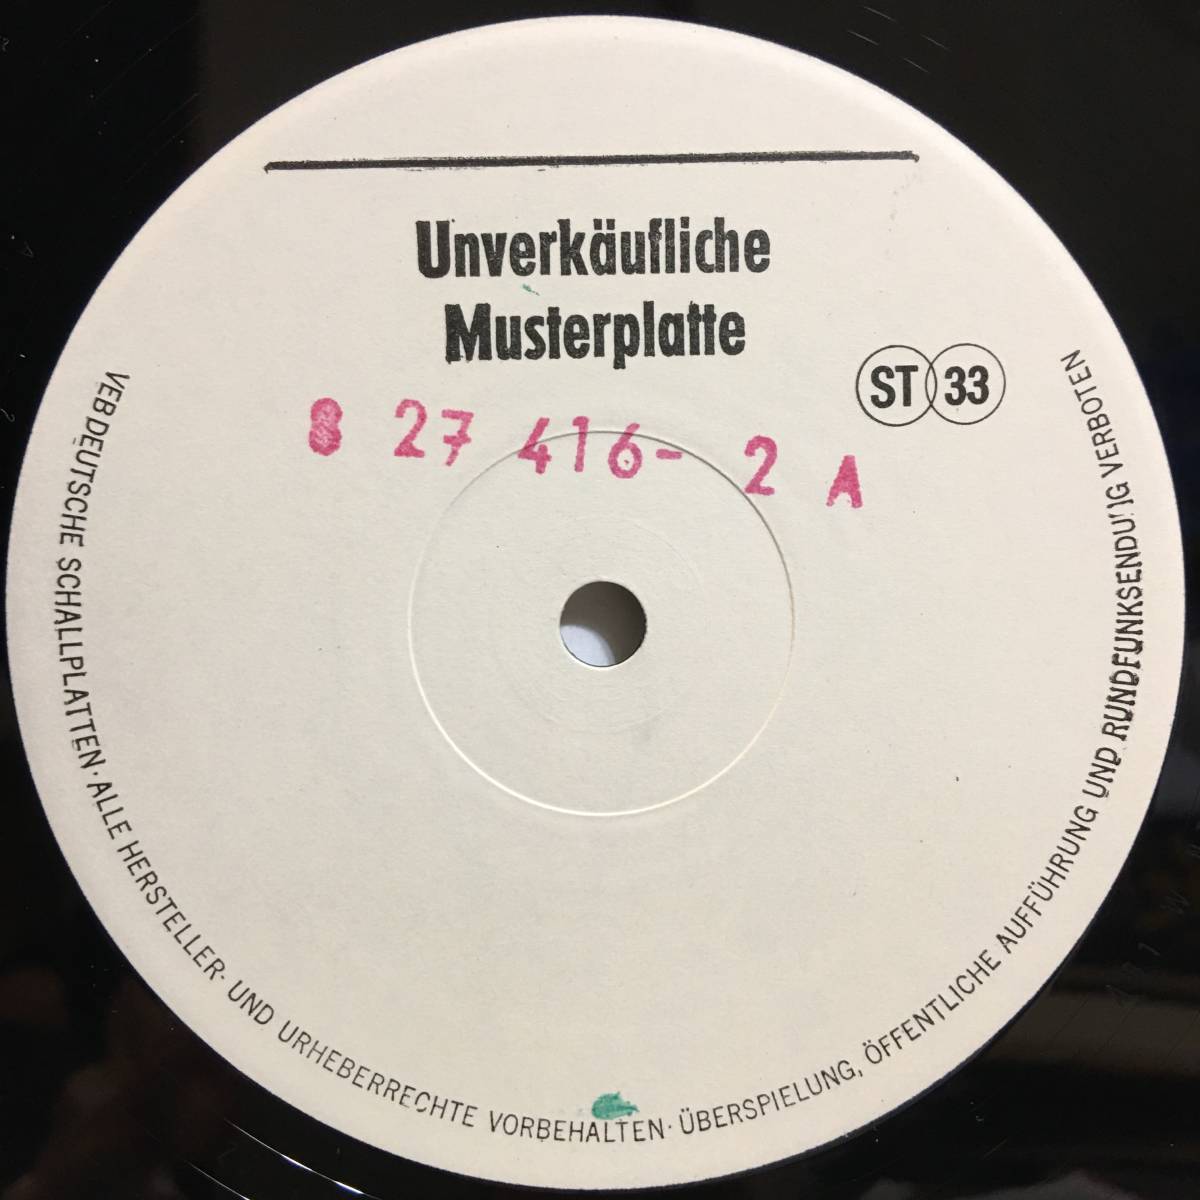 Unverkäufliche
Musterplatte
ST 33
8 27 416- 2 A
VEB DEUTSCHE SCHALLPLATTEN · ALLE HERSTELLER- UND URHEBERRECHTE VORBEHALTEN · ÜBERSPIELUNG, ÖFFENTLICHE AUFFÜHRUNG UND RUNDFUNKSENDUNG VERBOTEN